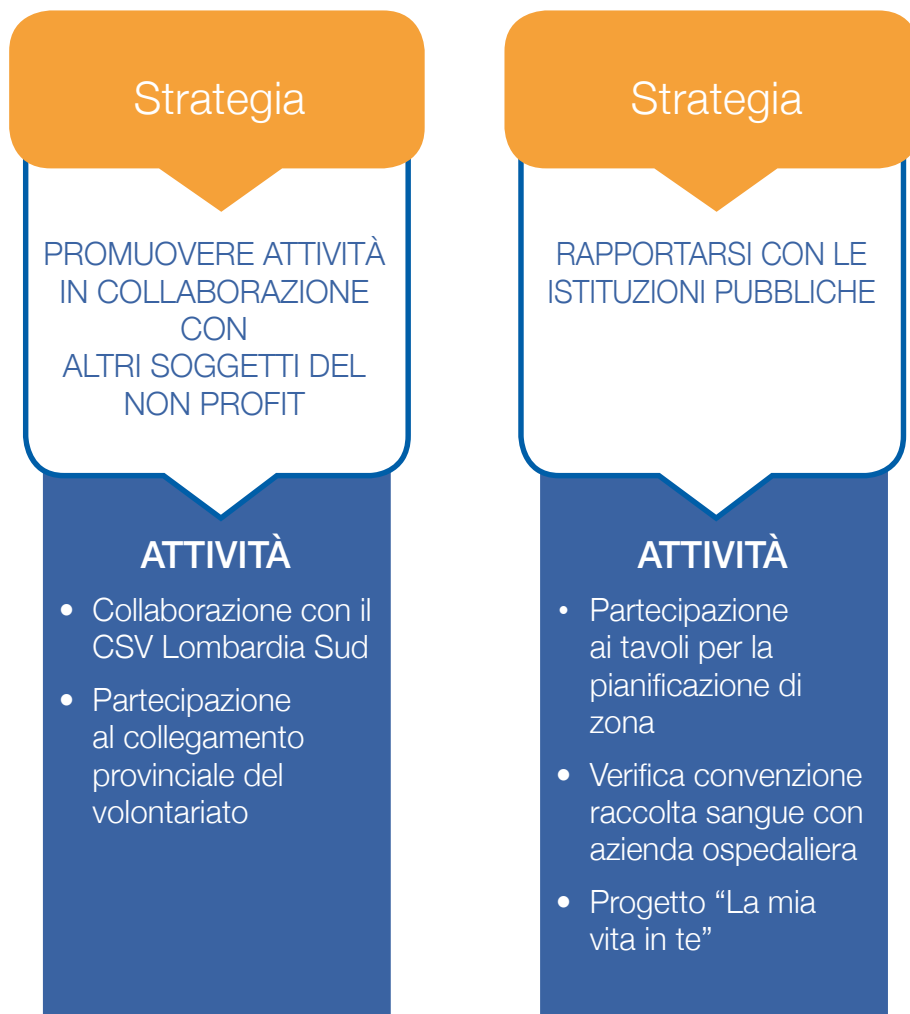 Strategia
PROMUOVERE ATTIVITÀ
IN COLLABORAZIONE
CON
ALTRI SOGGETTI DEL
NON PROFIT
ATTIVITÀ
• Collaborazione con il
CSV Lombardia Sud
• Partecipazione
al collegamento
provinciale del
volontariato
Strategia
RAPPORTARSI CON LE
ISTITUZIONI PUBBLICHE
ATTIVITÀ
• Partecipazione
ai tavoli per la
pianificazione di
zona
• Verifica convenzione
raccolta sangue con
azienda ospedaliera
• Progetto “La mia
vita in te”